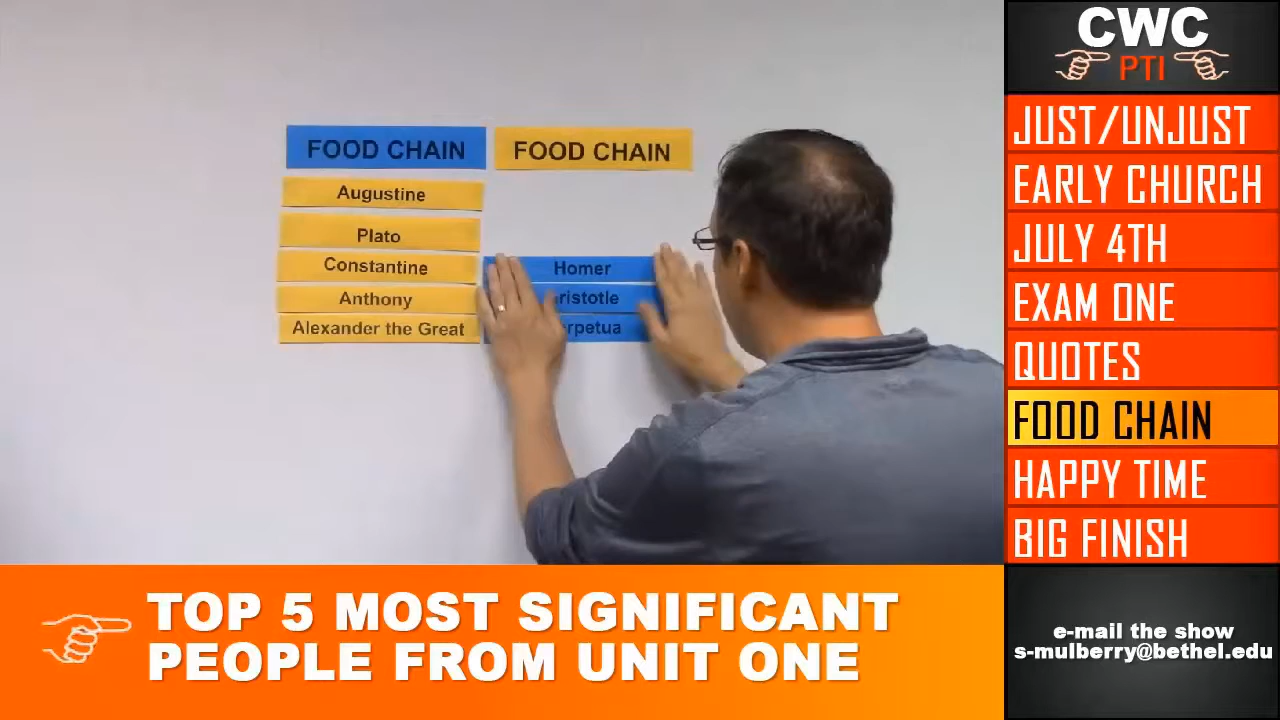 FOOD CHAIN
Augustine
Plato
Constantine
Anthony
Alexander the Great
FOOD CHAIN
Homer
CWC
PTI
JUST/UNJUST
EARLY CHURCH
JULY 4TH
EXAM ONE
QUOTES
FOOD CHAIN
HAPPY TIME
BIG FINISH
TOP 5 MOST SIGNIFICANT
PEOPLE FROM UNIT ONE
e-mail the show
s-mulberry@bethel.edu